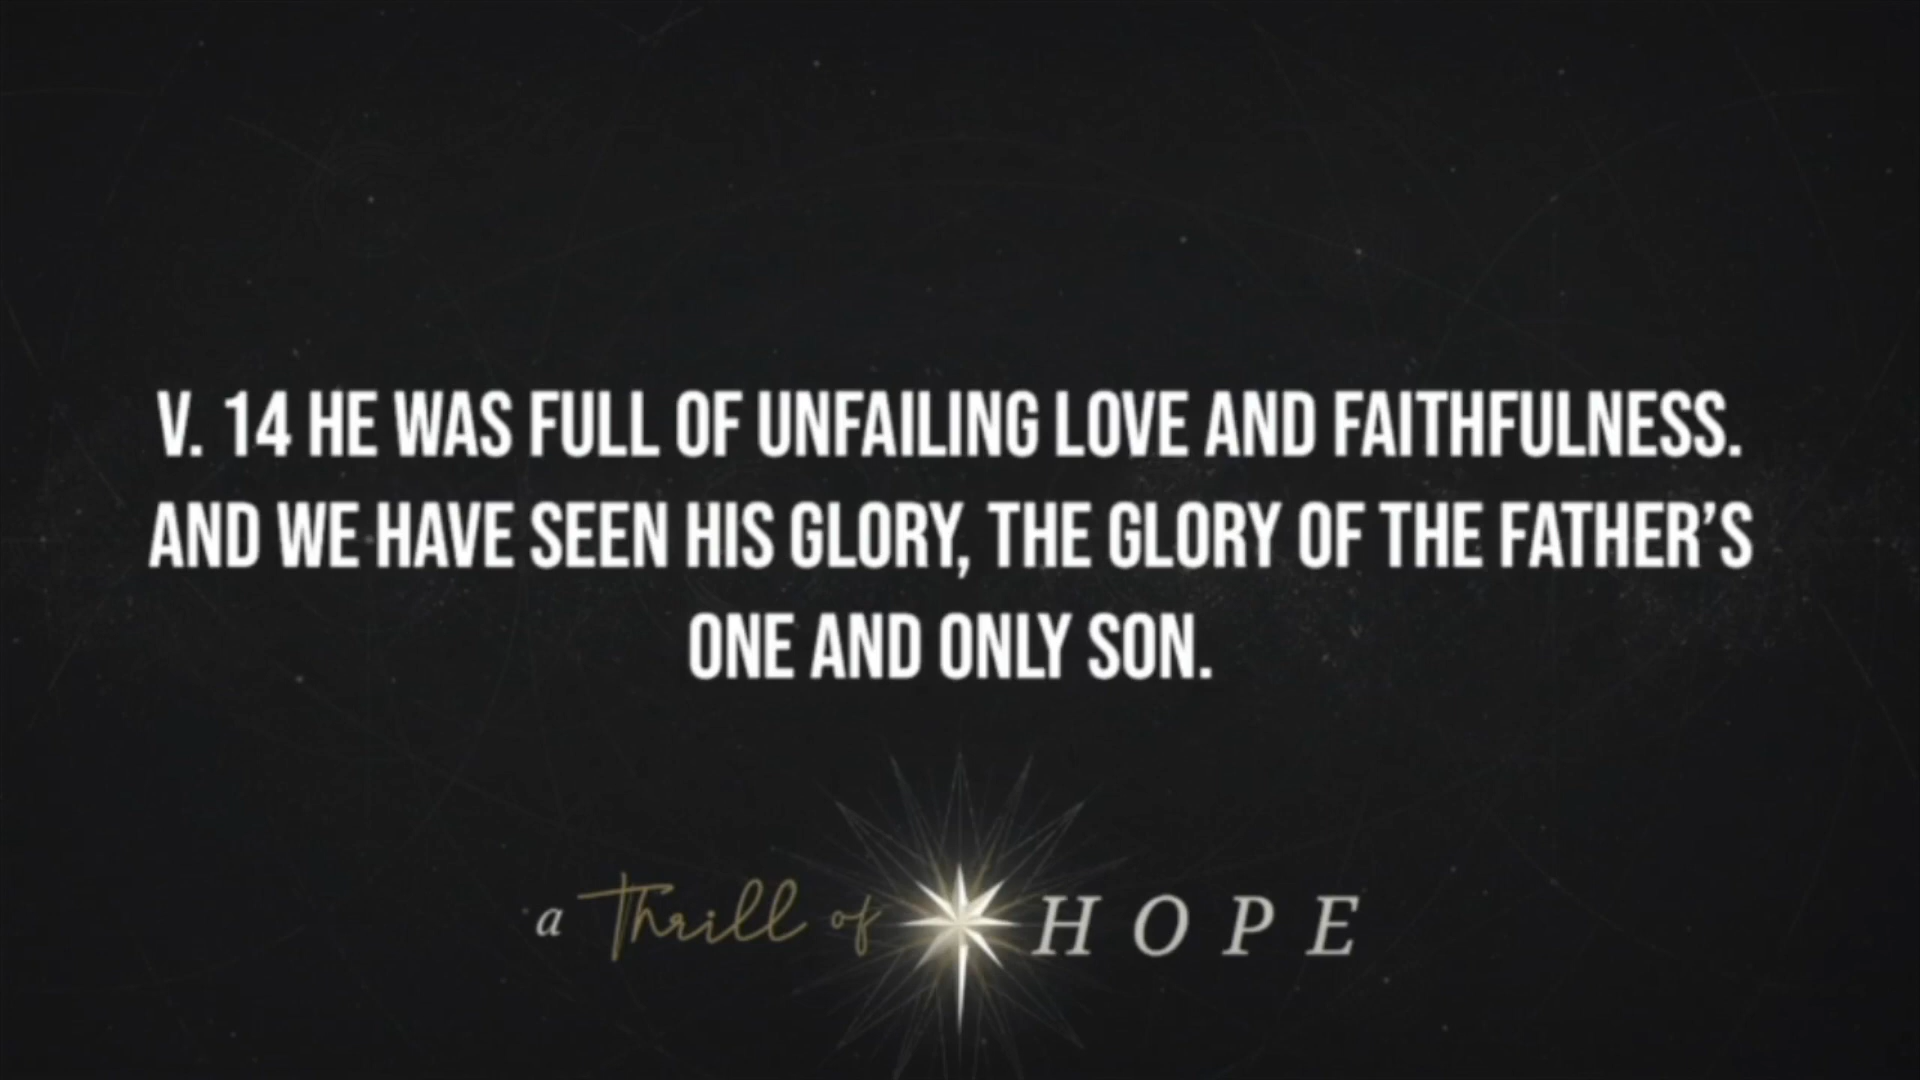 V. 14 HE WAS FULL OF UNFAILING LOVE AND FAITHFULNESS.
AND WE HAVE SEEN HIS GLORY, THE GLORY OF THE FATHER’S
ONE AND ONLY SON.
a Thrill of HOPE